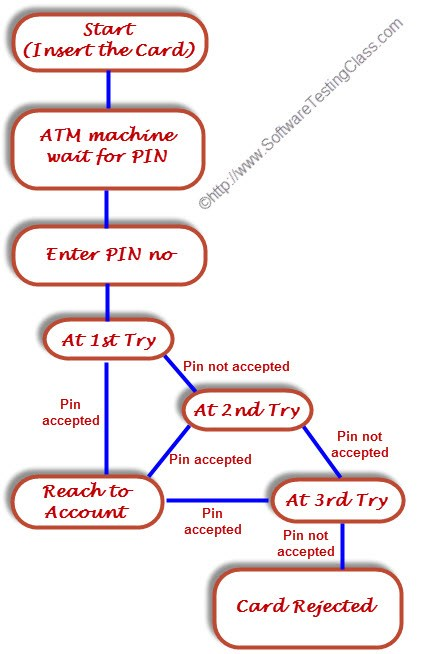 Start
(Insert the Card)
©http://www.SoftwareTestingClass.com
ATM machine
wait for PIN
Enter PIN no
At 1st Try
Pin not accepted
Pin
accepted
At 2nd Try
Pin not
accepted
Pin accepted
Reach to
Account
Pin
accepted
At 3rd Try
Pin not
accepted
Card Rejected